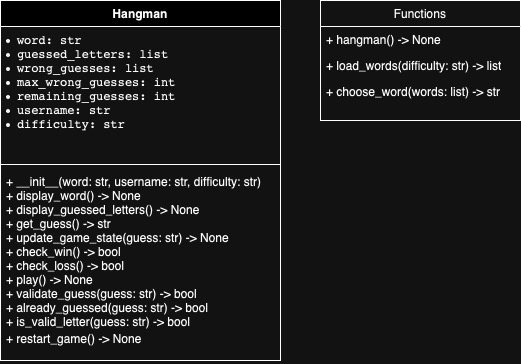 Hangman
• word: str
• guessed_letters: list
• wrong_guesses: list
• max_wrong_guesses: int
• remaining_guesses: int
• username: str
• difficulty: str
+ __init__(word: str, username: str, difficulty: str)
+ display_word() -> None
+ display_guessed_letters() -> None
+ get_guess() -> str
+ update_game_state(guess: str) -> None
+ check_win() -> bool
+ check_loss() -> bool
+ play() -> None
+ validate_guess(guess: str) -> bool
+ already_guessed(guess: str) -> bool
+ is_valid_letter(guess: str) -> bool
+ restart_game() -> None
Functions
+ hangman() -> None
+ load_words(difficulty: str) -> list
+ choose_word(words: list) -> str